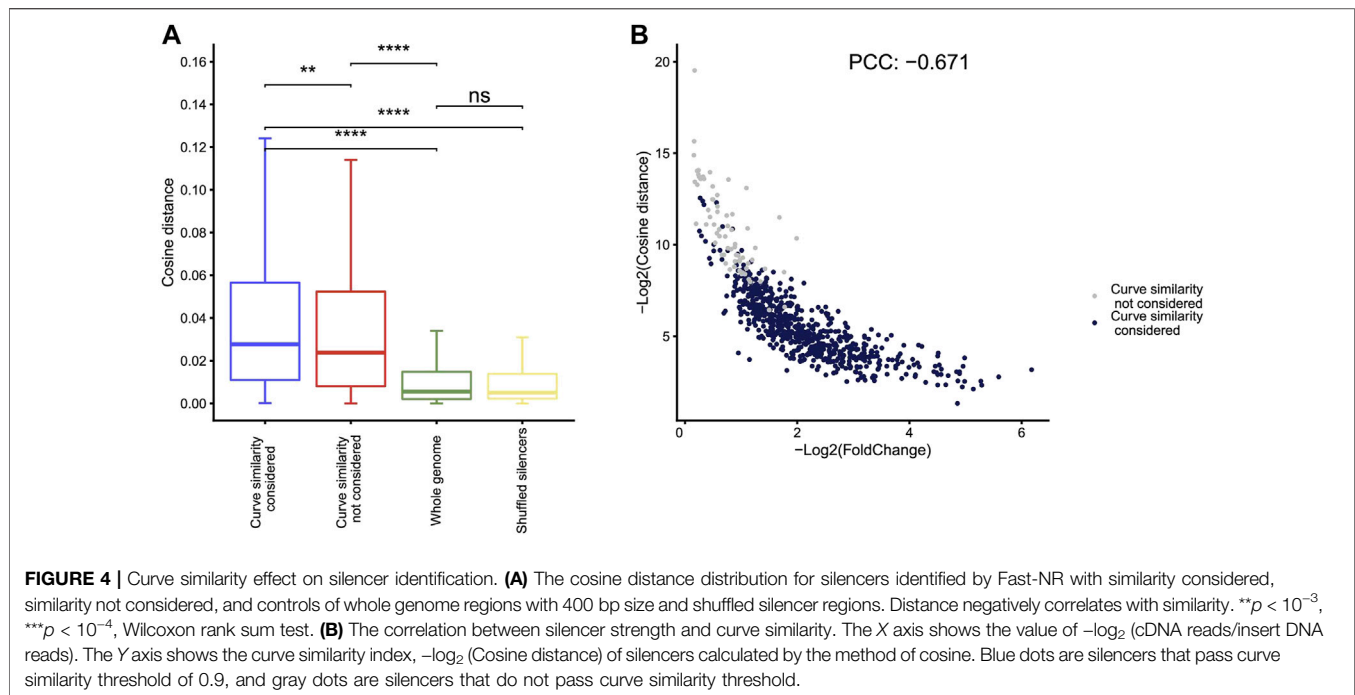 A
B
0.16
0.14
0.12
0.10
0.08
0.06
0.04
0.02
0.00
Cosine distance
****
**
ns
****
****
Curve similarity
considered
Curve similarity
not considered
Whole genome
Shuffled silencers
PCC: −0.671
20
15
10
5
−Log2(Cosine distance)
0
2
4
6
−Log2(FoldChange)
Curve similarity
not considered
Curve similarity
considered
FIGURE 4 | Curve similarity effect on silencer identification. (A) The cosine distance distribution for silencers identified by Fast-NR with similarity considered,
similarity not considered, and controls of whole genome regions with 400 bp size and shuffled silencer regions. Distance negatively correlates with similarity. **p < 10⁻³,
***p < 10⁻⁴, Wilcoxon rank sum test. (B) The correlation between silencer strength and curve similarity. The X axis shows the value of −log₂ (cDNA reads/insert DNA
reads). The Y axis shows the curve similarity index, −log₂ (Cosine distance) of silencers calculated by the method of cosine. Blue dots are silencers that pass curve
similarity threshold of 0.9, and gray dots are silencers that do not pass curve similarity threshold.